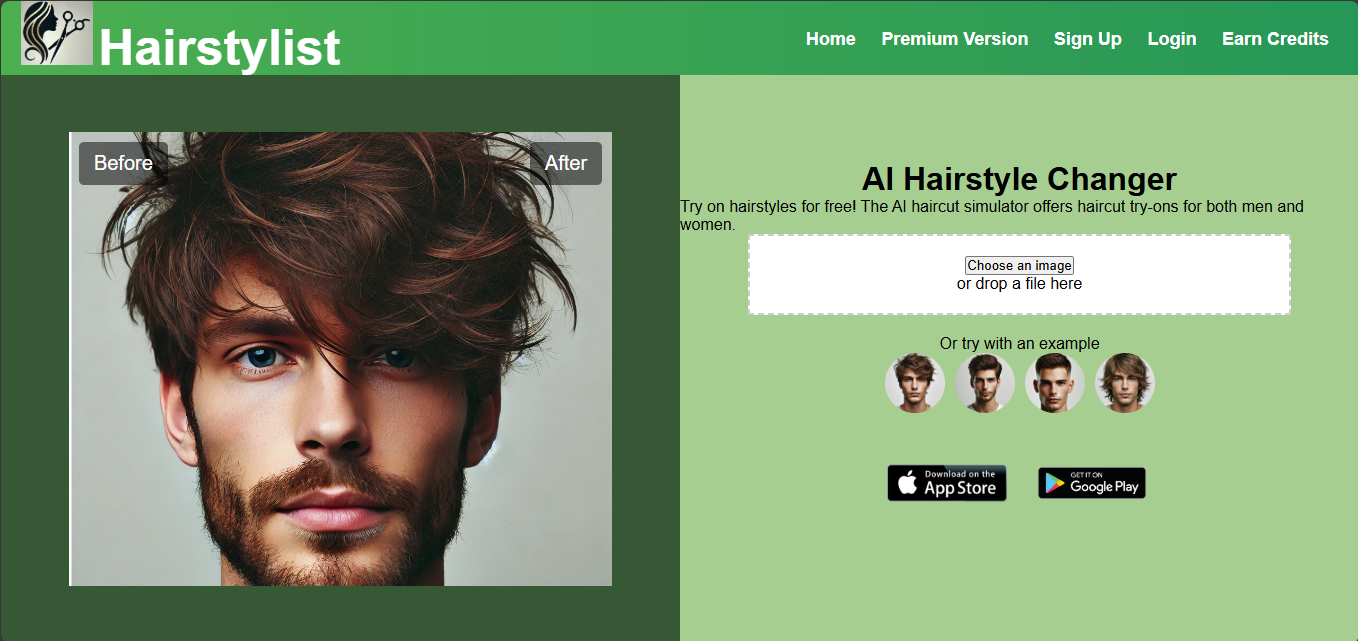 Hairstylist
Home Premium Version Sign Up Login Earn Credits
Before After
AI Hairstyle Changer
Try on hairstyles for free! The AI haircut simulator offers haircut try-ons for both men and
women.
Choose an image
or drop a file here
Or try with an example
Download on the
App Store
GET IT ON
Google Play